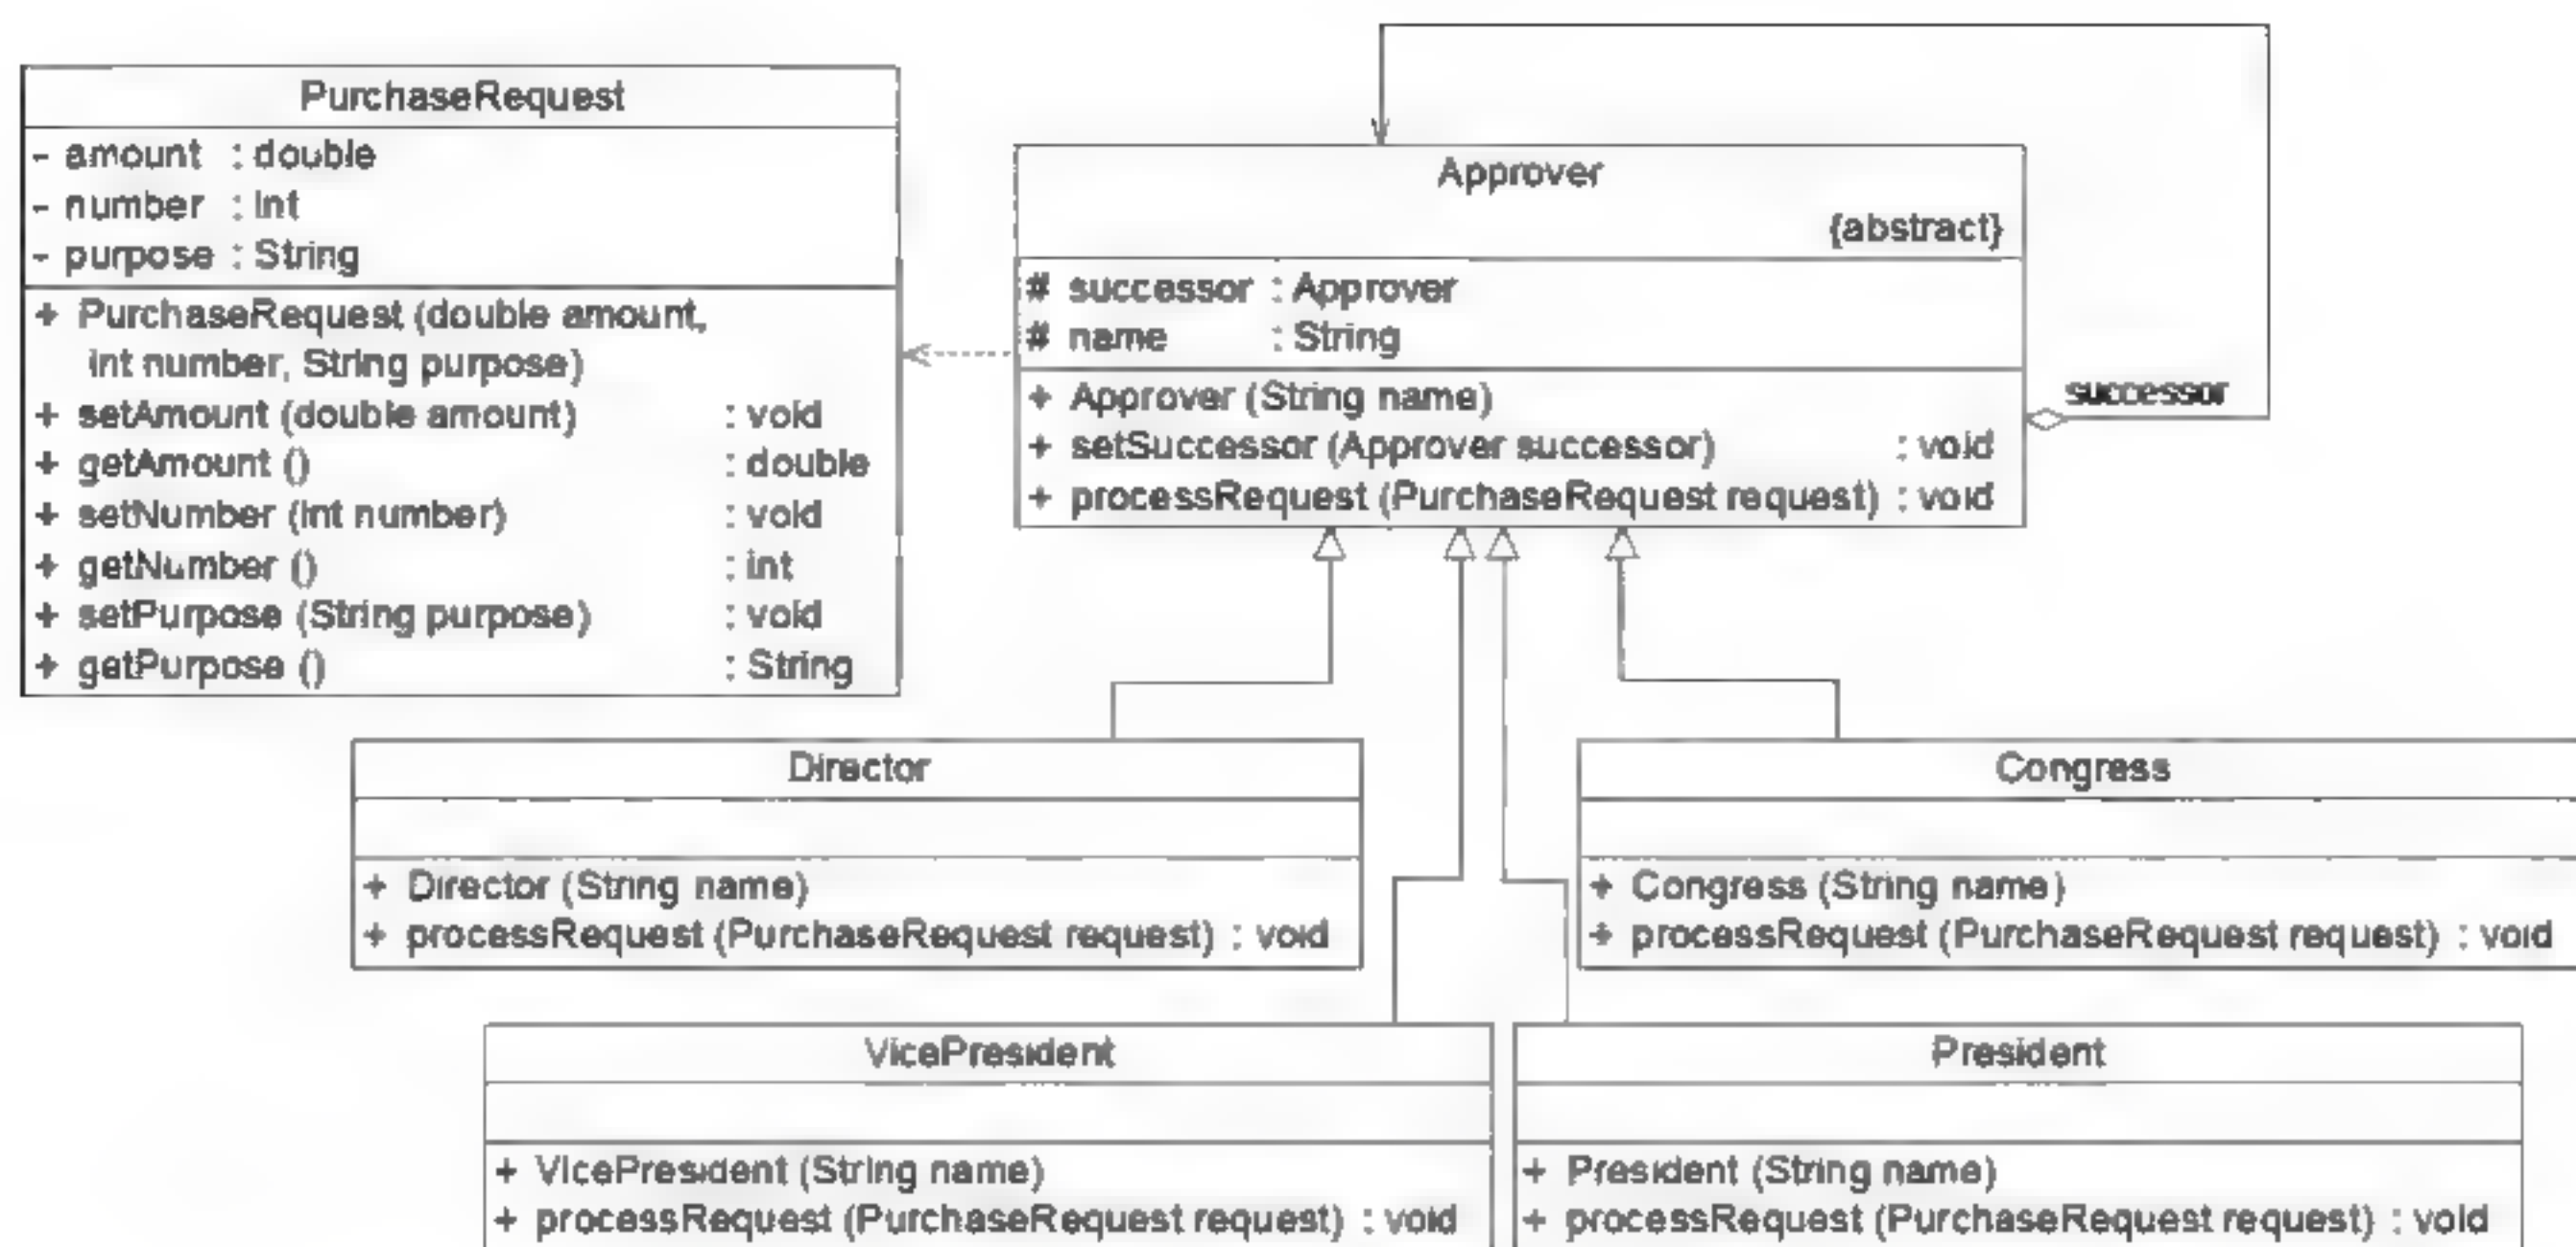 PurchaseRequest
- amount : double
- number : int
- purpose : String
+ PurchaseRequest (double amount,
int number, String purpose)
+ setAmount (double amount) : void
+ getAmount () : double
+ setNumber (int number) : void
+ getNumber () : int
+ setPurpose (String purpose) : void
+ getPurpose () : String
Approver
{abstract}
# successor : Approver
# name : String
+ Approver (String name)
+ setSuccessor (Approver successor) : void
+ processRequest (PurchaseRequest request) : void
successor
Director
+ Director (String name)
+ processRequest (PurchaseRequest request) : void
Congress
+ Congress (String name)
+ processRequest (PurchaseRequest request) : void
VicePresident
+ VicePresident (String name)
+ processRequest (PurchaseRequest request) : void
President
+ President (String name)
+ processRequest (PurchaseRequest request) : void